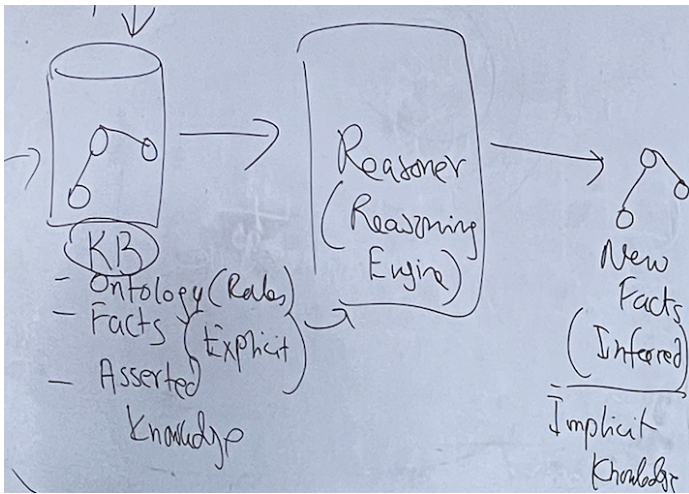 KB
- Ontology (Rules)
- Facts (Explicit)
- Asserted
Knowledge
Reasoner
(Reasoning
Engine)
New
Facts
(Inferred)
Implicit
Knowledge